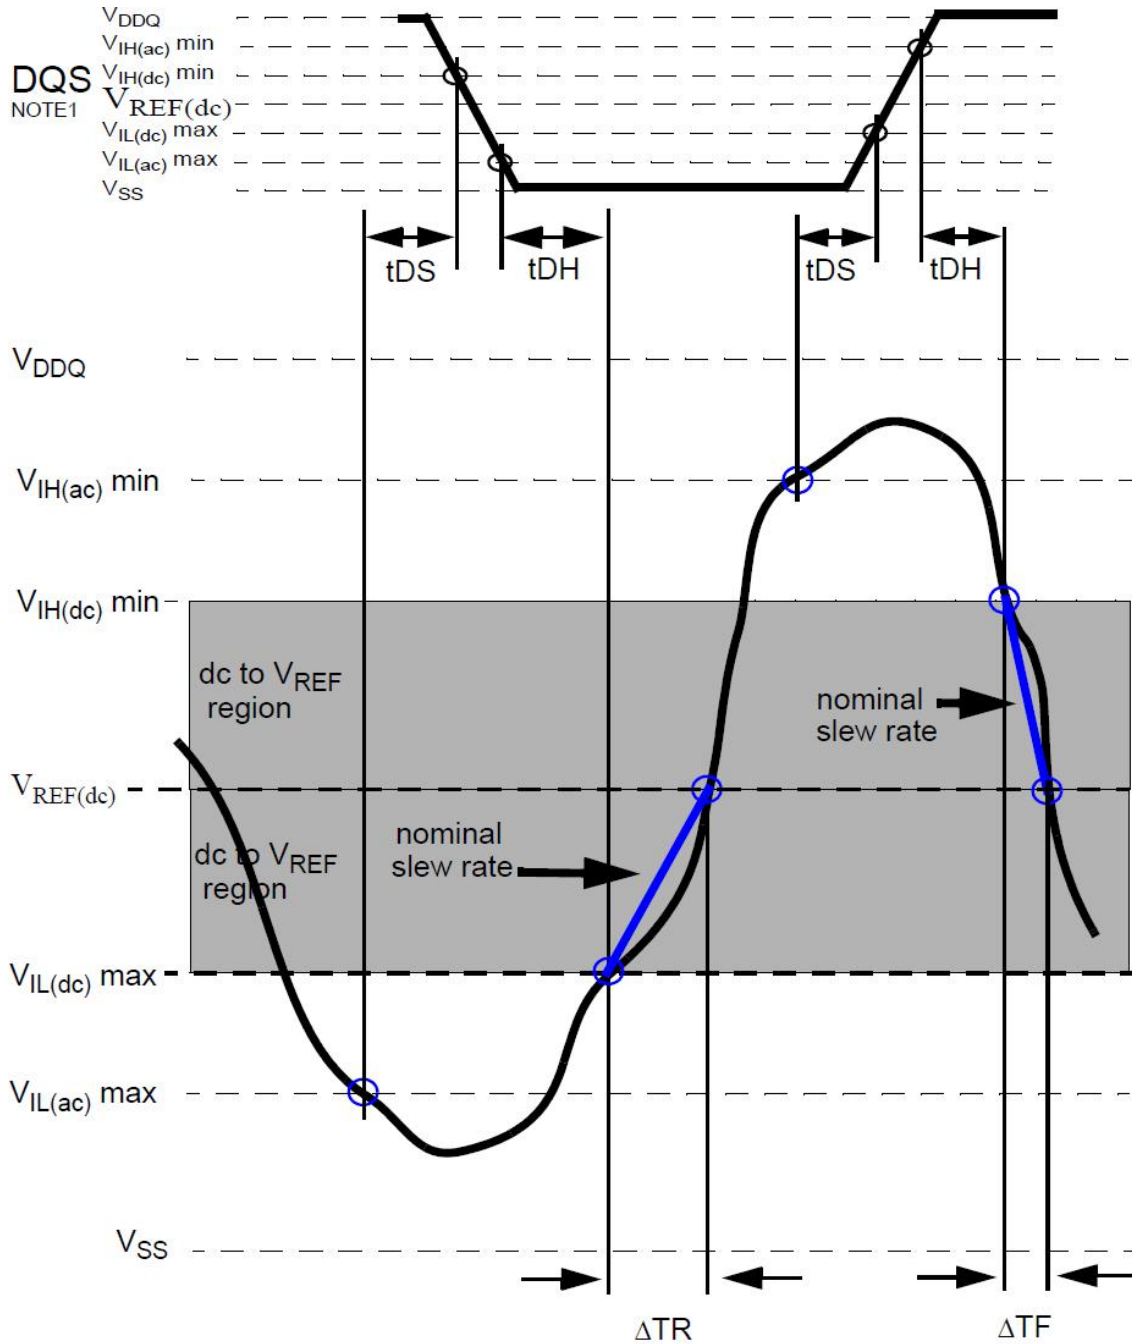 VDDQ
VIH(ac) min
VIH(dc) min
DQS
NOTE1
VREF(dc)
VIL(dc) max
VIL(ac) max
VSS
tDS
tDH
tDS
tDH
VDDQ
VIH(ac) min
VIH(dc) min
dc to VREF
region
nominal
slew rate
VREF(dc)
nominal
slew rate
dc to VREF
region
VIL(dc) max
VIL(ac) max
VSS
ΔTR
ΔTF